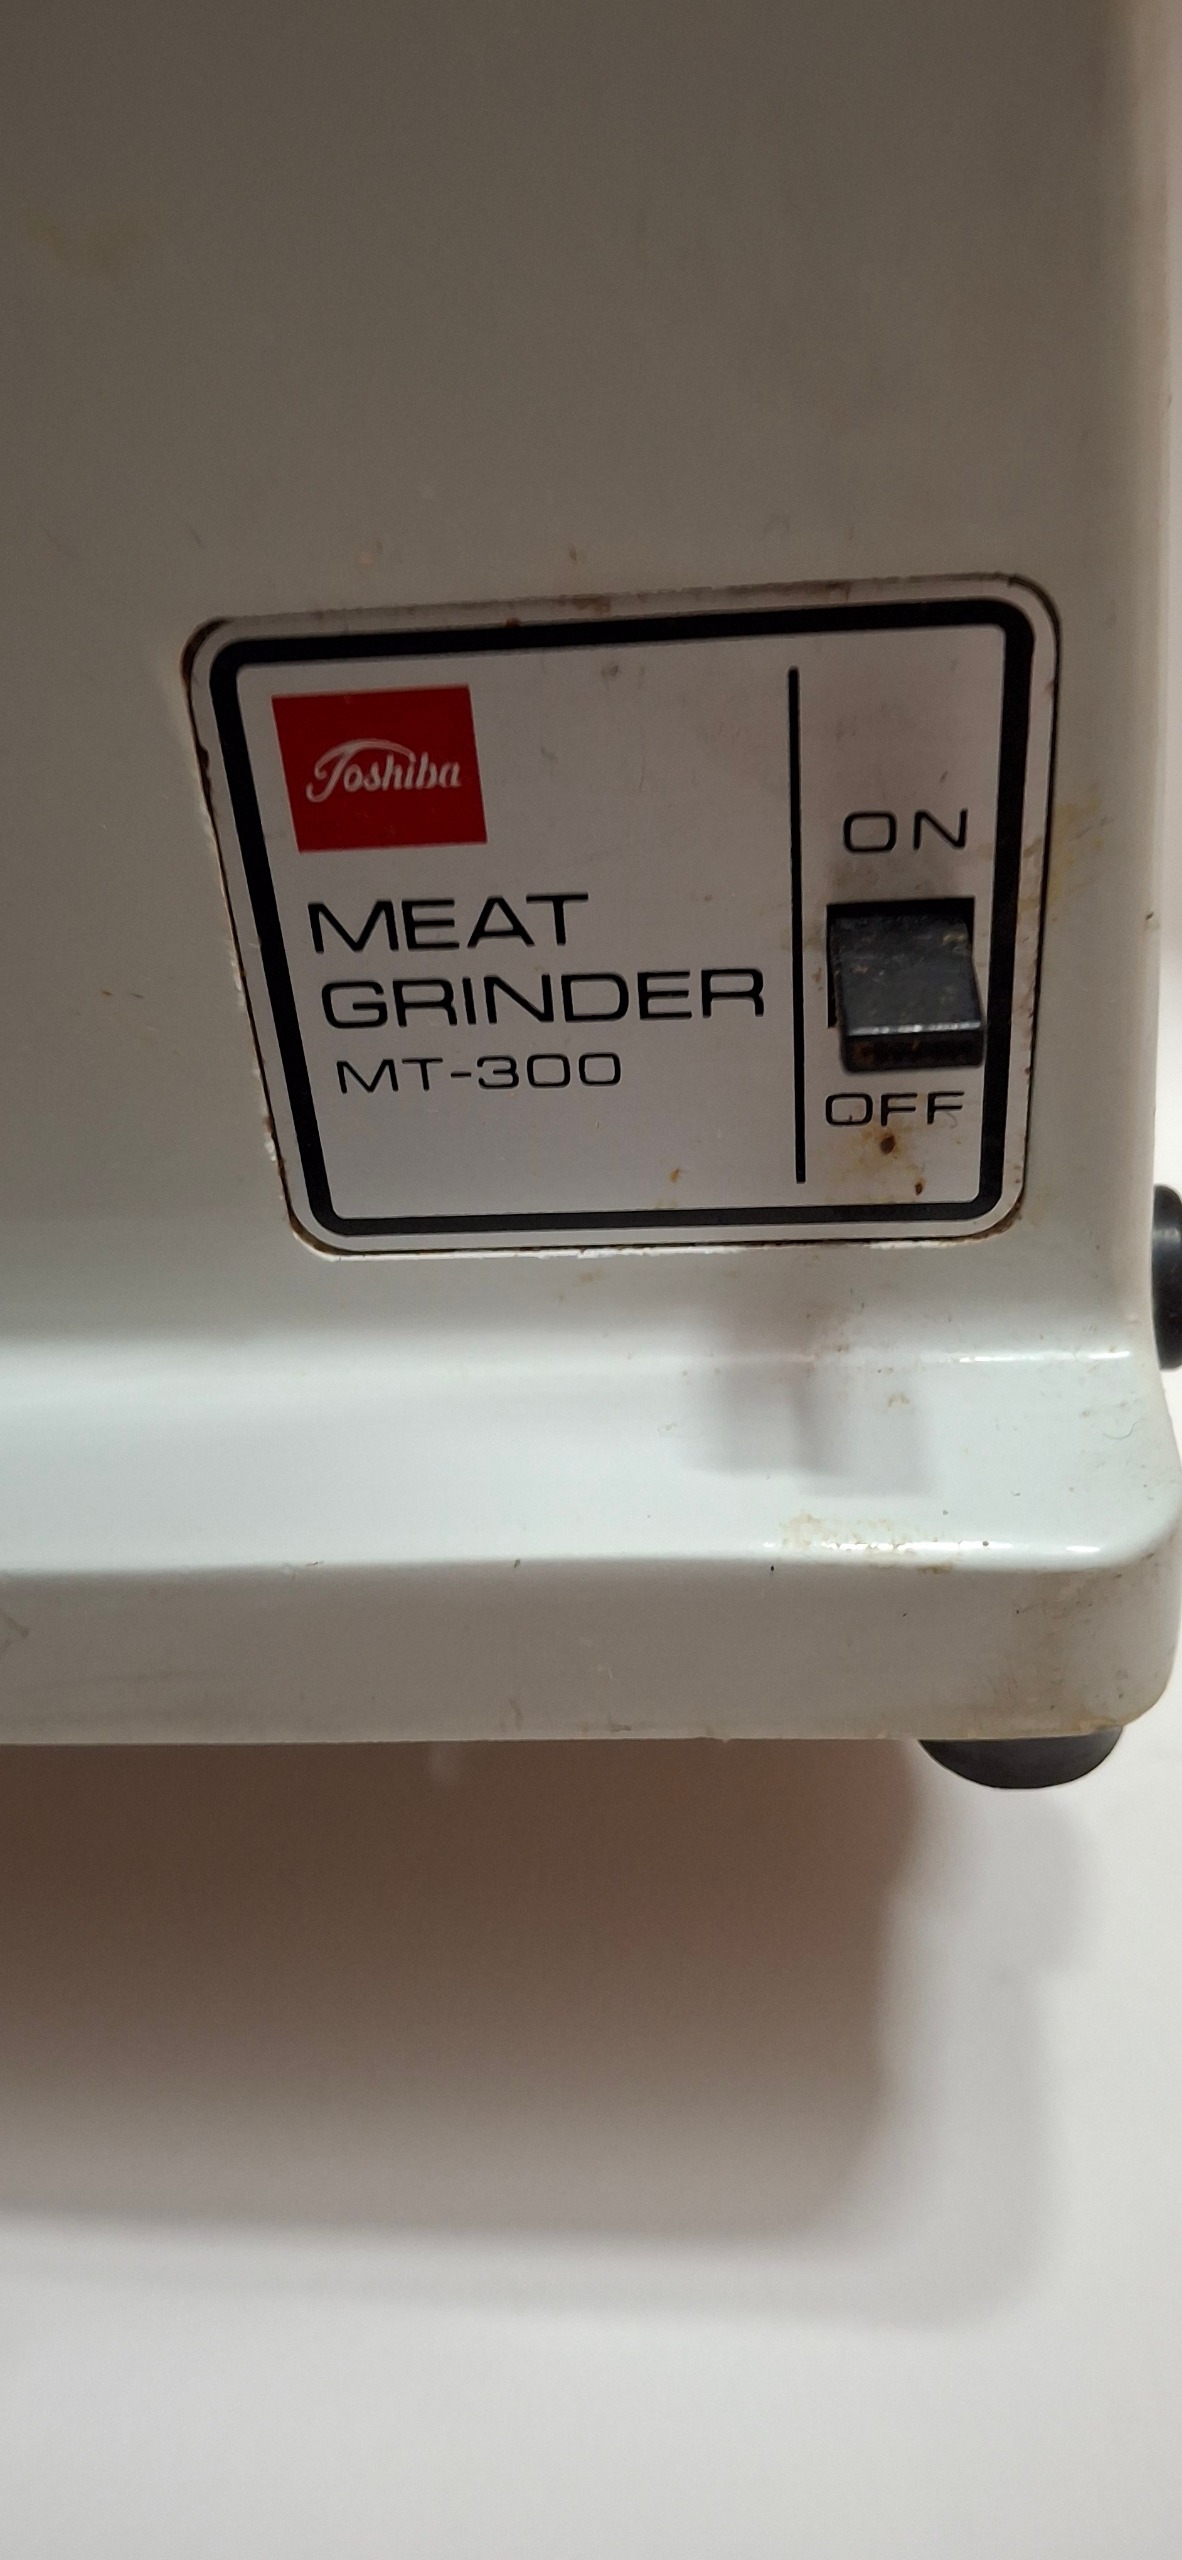 Toshiba
MEAT
GRINDER
MT-300
ON
OFF